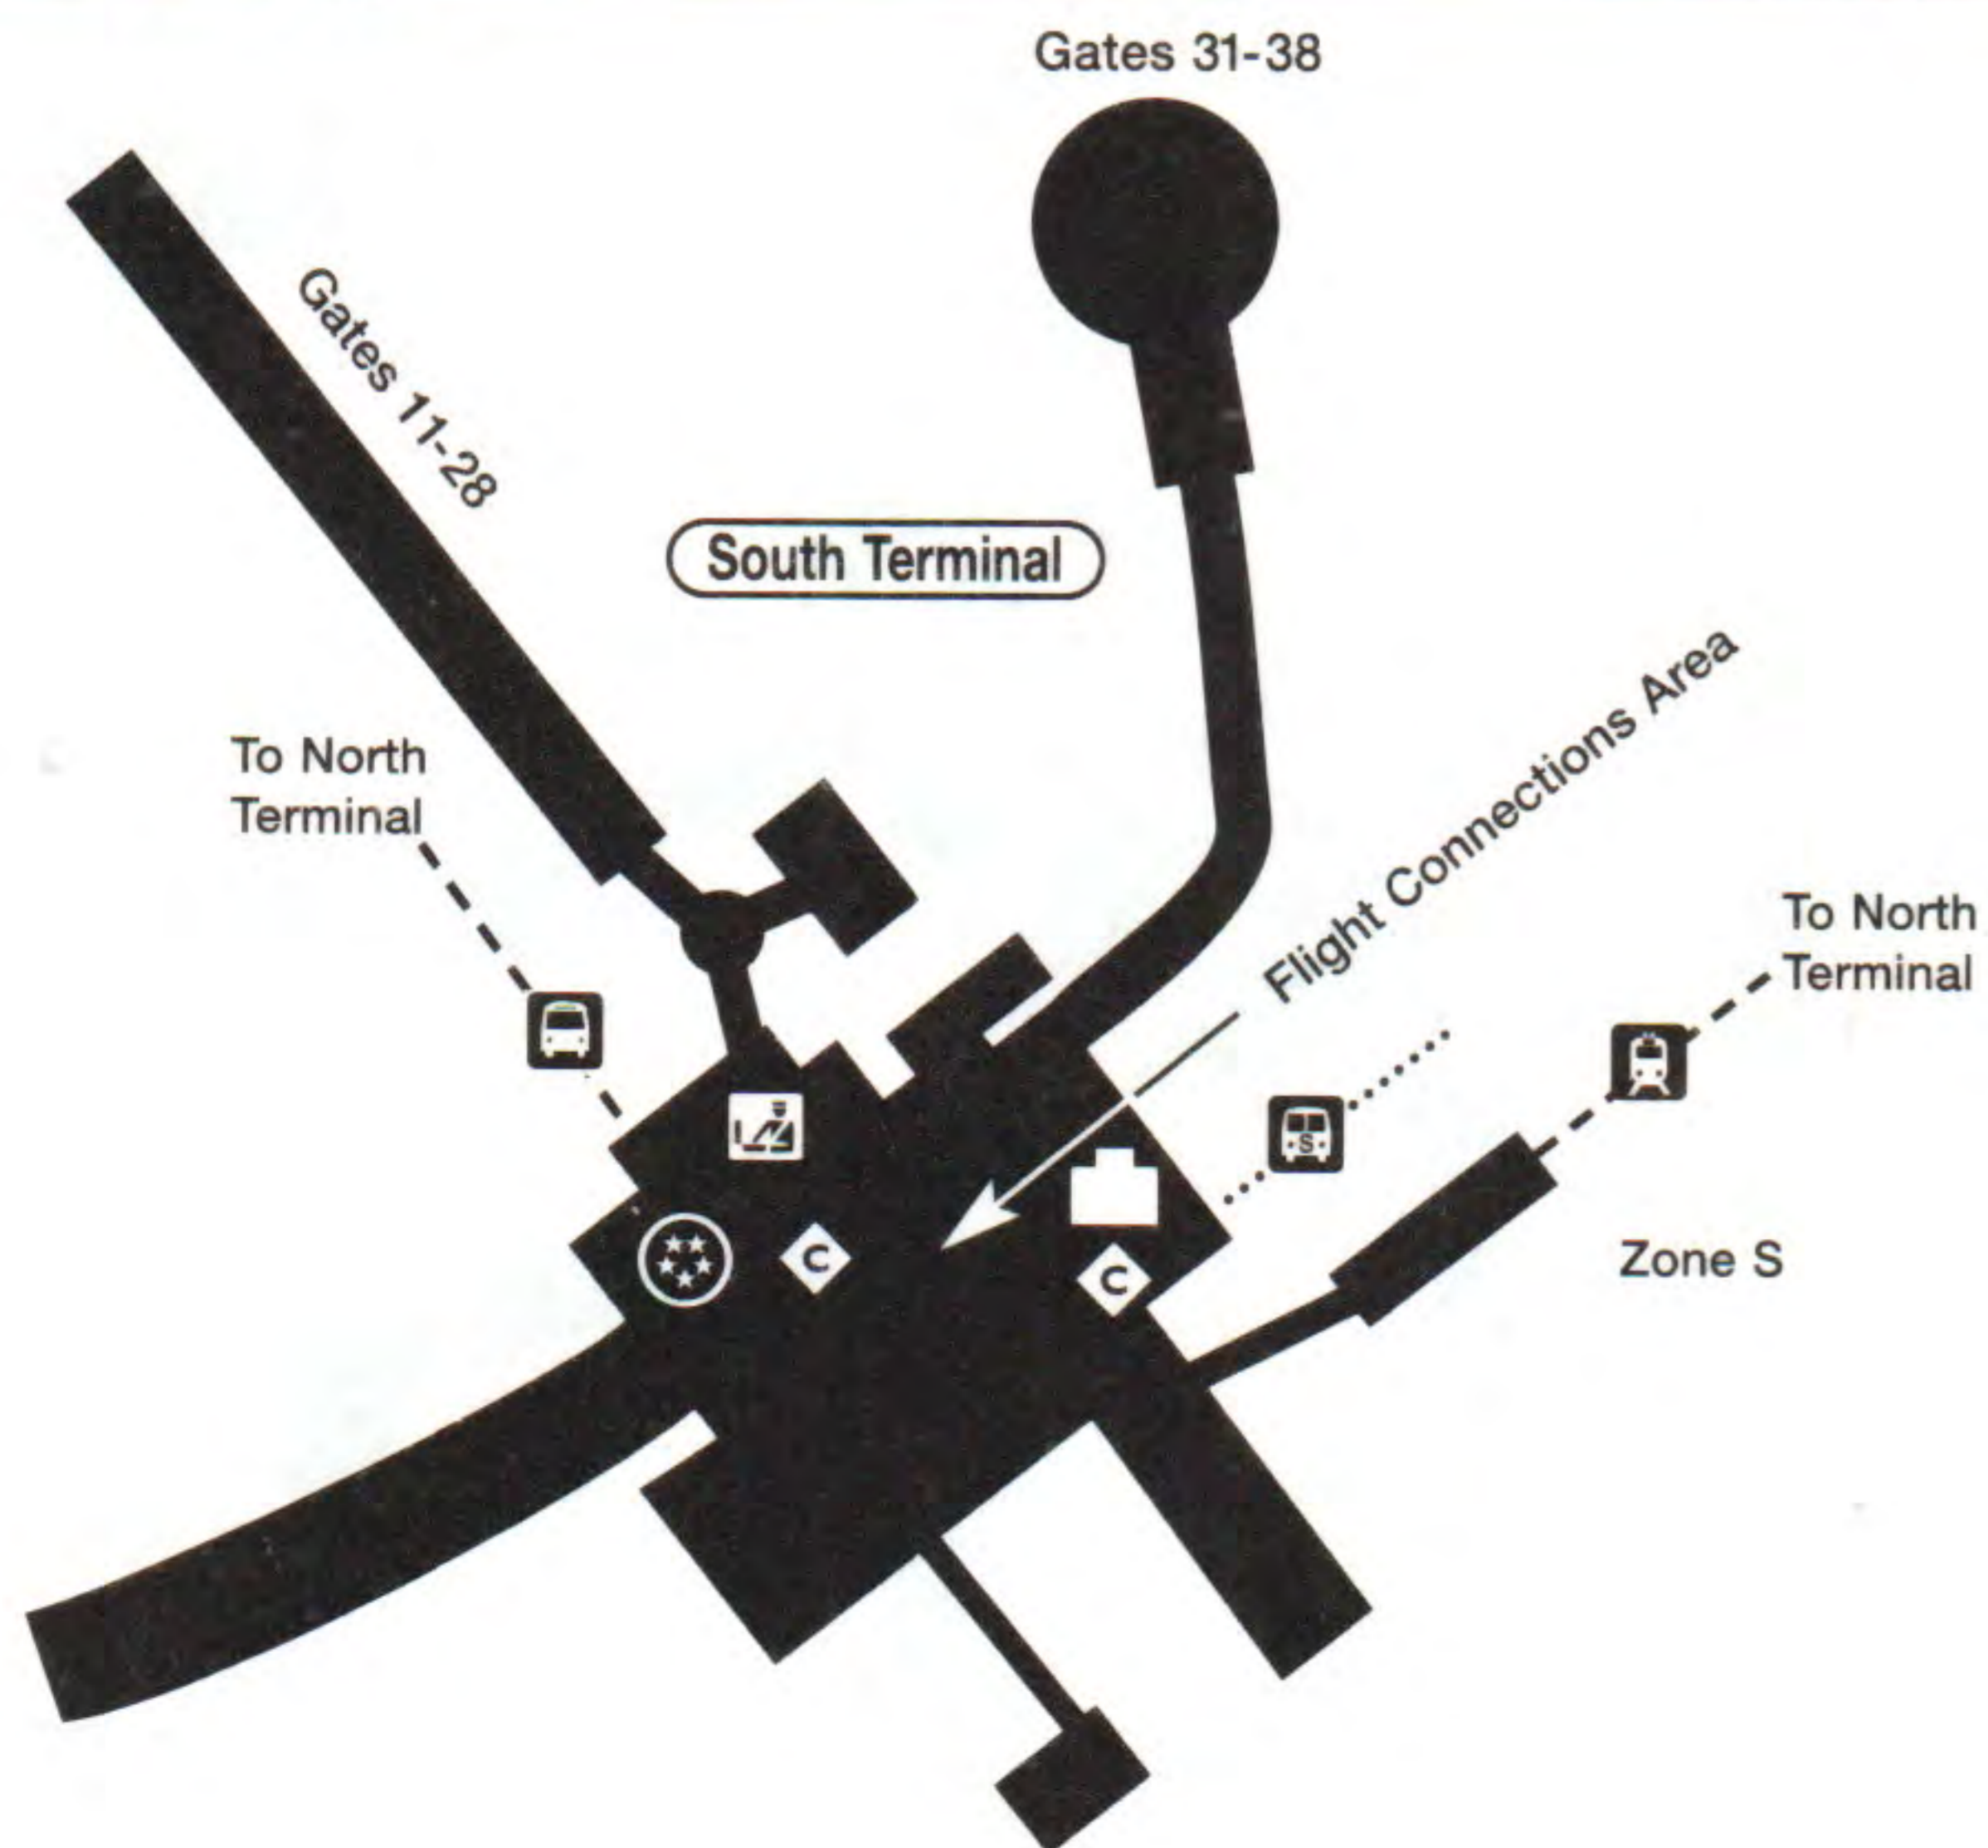 Gates 31-38
Gates 11-28
South Terminal
Flight Connections Area
To North
Terminal
To North
Terminal
S
Zone S
C
C